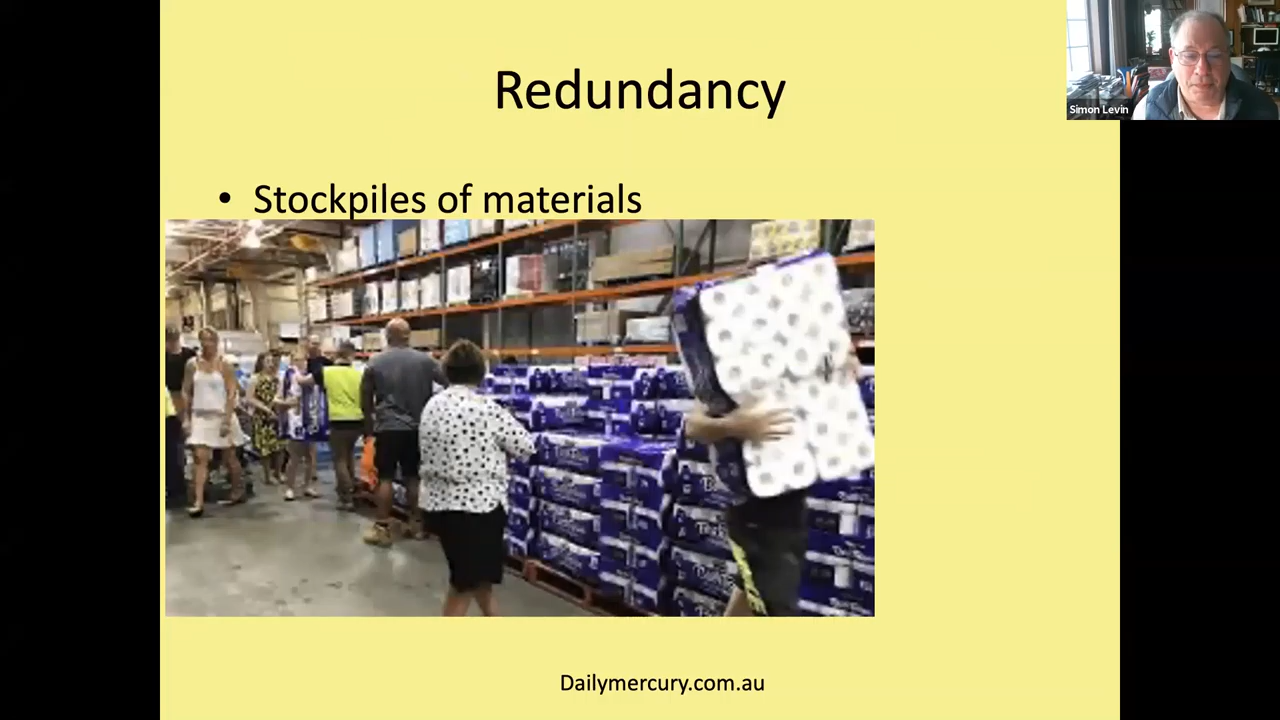 Redundancy
Simon Levin
• Stockpiles of materials
Dailymercury.com.au